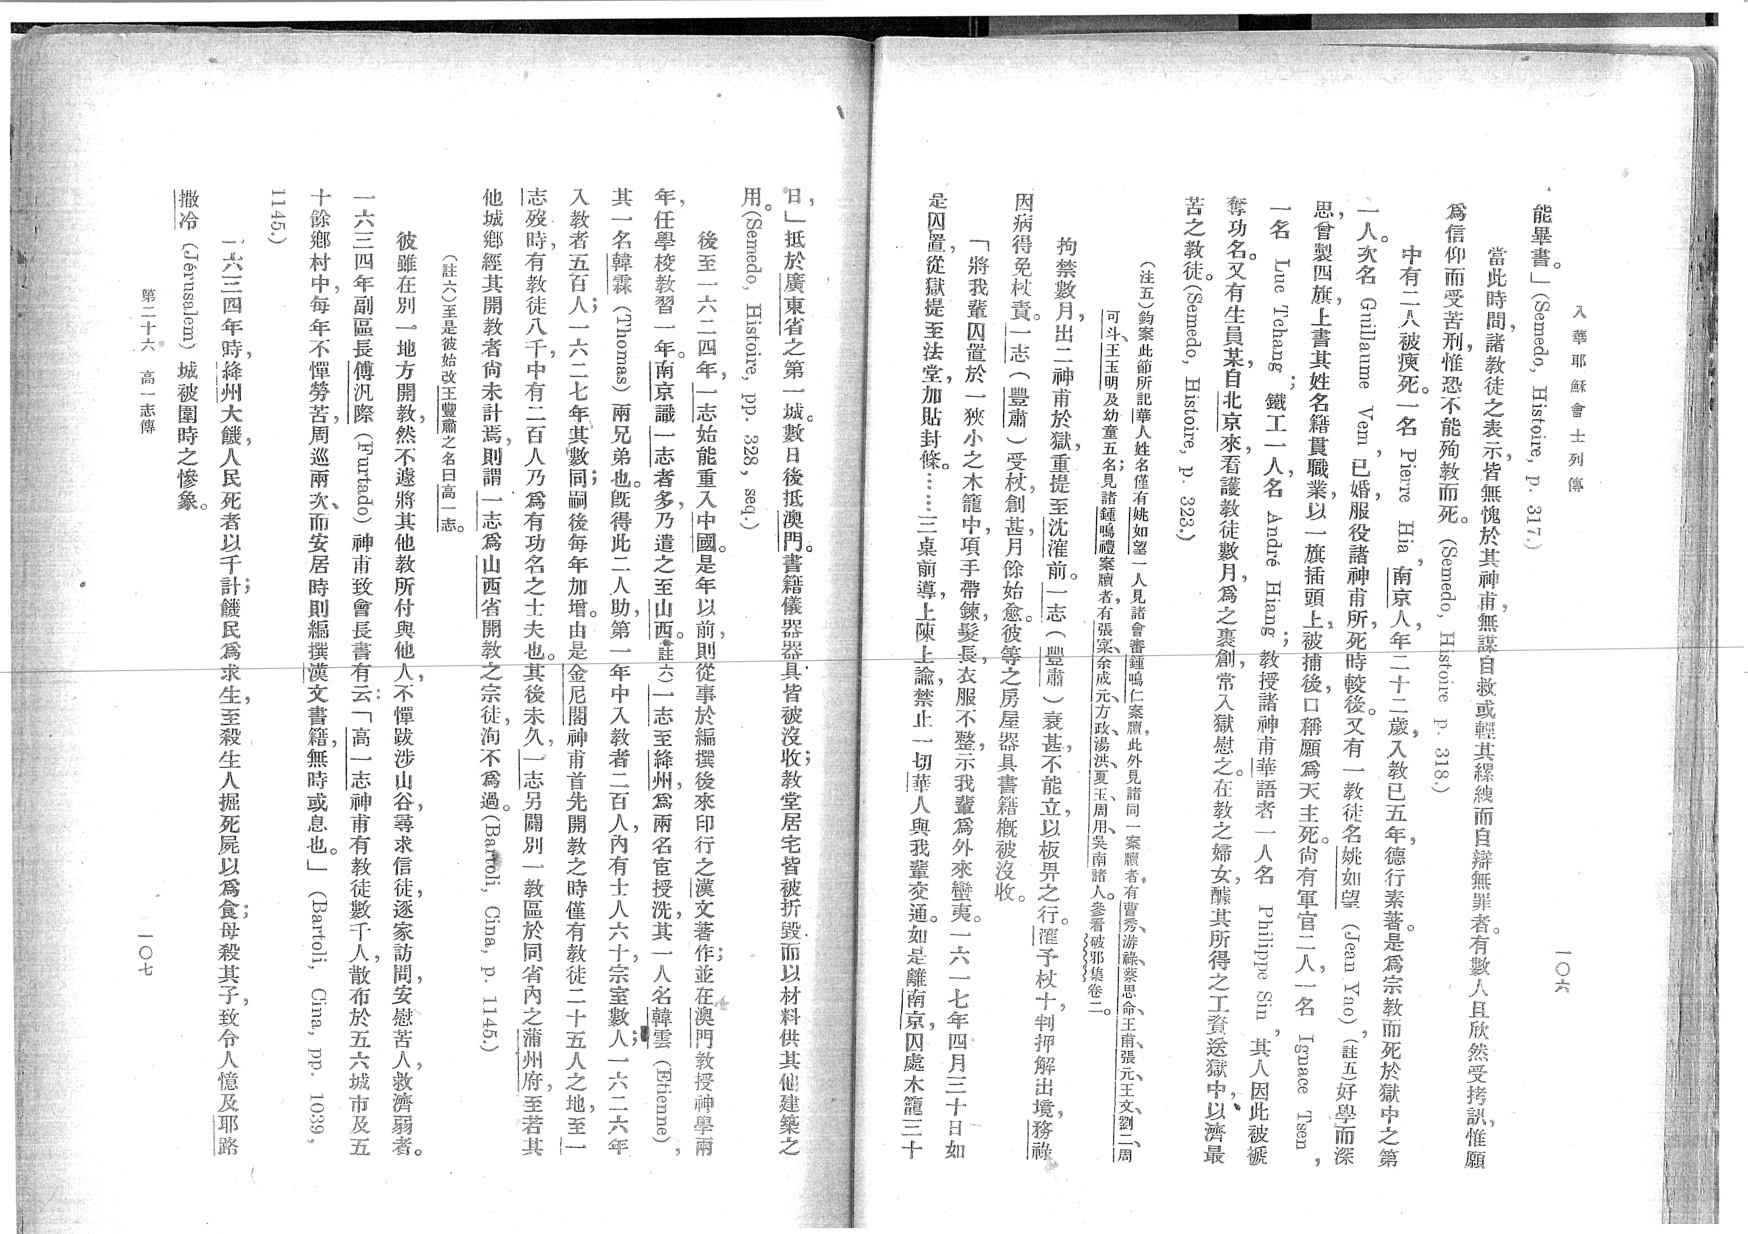 入華耶穌會士列傳
一〇六
能畢書。」(Semedo, Histoire, p. 317.)
當此時間，諸教徒之表示，皆無愧於其神甫，無謀自救或輕其縲絏而自辯無罪者。有數人且欣然受拷訊，惟願
爲信仰而受苦刑，惟恐不能殉教而死。(Semedo, Histoire p. 318.)
中有二人被瘐死。一名 Pierre Hia，南京人，年二十二歲，入教已五年，德行素著。是爲宗教而死於獄中之第
一人。次名 Guillaume Vem，已婚，服役諸神甫所，死時較後。又有一教徒名姚如望 (Jean Yao)，（註五）好學而深
思，曾製四旗，上書其姓名籍貫職業，以一旗插頭上，被捕後，口稱願爲天主死。尙有軍官二人，一名 Ignace Tsen，
一名 Luc Tchang；鐵工一人，名 André Hiang；教授諸神甫華語者一人，名 Philippe Sin，其人因此被褫
奪功名。又有生員某，自北京來看護教徒數月，爲之裹創，常入獄慰之。在教之婦女，醵其所得之工資，送獄中，以濟最
苦之教徒。(Semedo, Histoire, p. 323.)
（注五）鈞案此節所記華人姓名僅有姚如望一人見諸會審鍾鳴仁案牘，此外見諸同一案牘者，有曹秀、游祿、蔡思命、王甫、張元、王文、劉二、周
可斗、王玉明及幼童五名；見諸鍾鳴禮案牘者，有張寀、余成元、方政、湯洪、夏玉、周用、吳南諸人。參看破邪集卷二。
拘禁數月，出二神甫於獄，重提至沈㴶前。一志（豐肅）衰甚，不能立，以板畀之行。㴶予杖十，判押解出境，務祿
因病得免杖責。一志（豐肅）受杖，創甚，月餘始愈。彼等之房屋器具書籍概被沒收。
「將我輩囚置於一狹小之木籠中，項手帶鍊，髮長，衣服不整，示我輩爲外來蠻夷。一六一七年四月三十日，如
是囚置，從獄提至法堂，加貼封條。……三桌前導，上陳上諭，禁止一切華人與我輩交通。如是離南京，囚處木籠三十
日，」抵於廣東省之第一城。數日後抵澳門。書籍儀器器具皆被沒收；教堂居宅皆被折毀，而以材料供其他建築之
用。(Semedo, Histoire, pp. 328, seq.)
後至一六二四年，一志始能重入中國。是年以前，則從事於編撰後來印行之漢文著作；並在澳門教授神學兩
年，任學校教習一年。南京識一志者多，乃遣之至山西。（註六）一志至絳州，爲兩名宦授洗，其一人名韓雲 (Etienne)，
其一名韓霖 (Thomas) 兩兄弟也。旣得此二人助，第一年中入教者二百人，內有士人六十，宗室數人；一六二六年
入教者五百人；一六二七年其數同；嗣後每年加增。由是金尼閣神甫首先開教之時僅有教徒二十五人之地，至一
志歿時，有教徒八千，中有二百人乃爲有功名之士夫也。其後未久，一志另闢別一教區於同省內之蒲州府，至若其
他城鄉經其開教者尙未計焉，則謂一志爲山西省開教之宗徒，洵不爲過。(Bartoli, Cina, p. 1145.)
（註六）至是彼始改王豐肅之名曰高一志。
彼雖在別一地方開教，然不遽將其他教所付與他人，不憚跋涉山谷，尋求信徒，逐家訪問，安慰苦人，救濟弱者。
一六三四年副區長傅汎際 (Furtado) 神甫致會長書有云：「高一志神甫有教徒數千人，散布於五六城市及五
十餘鄉村中，每年不憚勞苦，周巡兩次，而安居時則編撰漢文書籍，無時或息也。」(Bartoli, Cina, pp. 1039,
1145.)
一六三四年時，絳州大饑，人民死者以千計；饑民爲求生，至殺生人掘死屍以爲食；母殺其子，致令人憶及耶路
撒冷 (Jérusalem) 城被圍時之慘象。
第二十六 高一志傳
一〇七